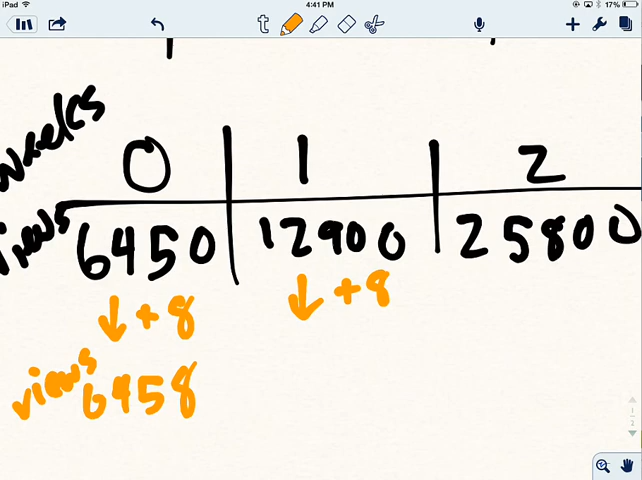 iPad 4:41 PM 17%
t
weeks 0 1 2
views 6450 12900 25800
↓ +8 ↓ +8
views 6458